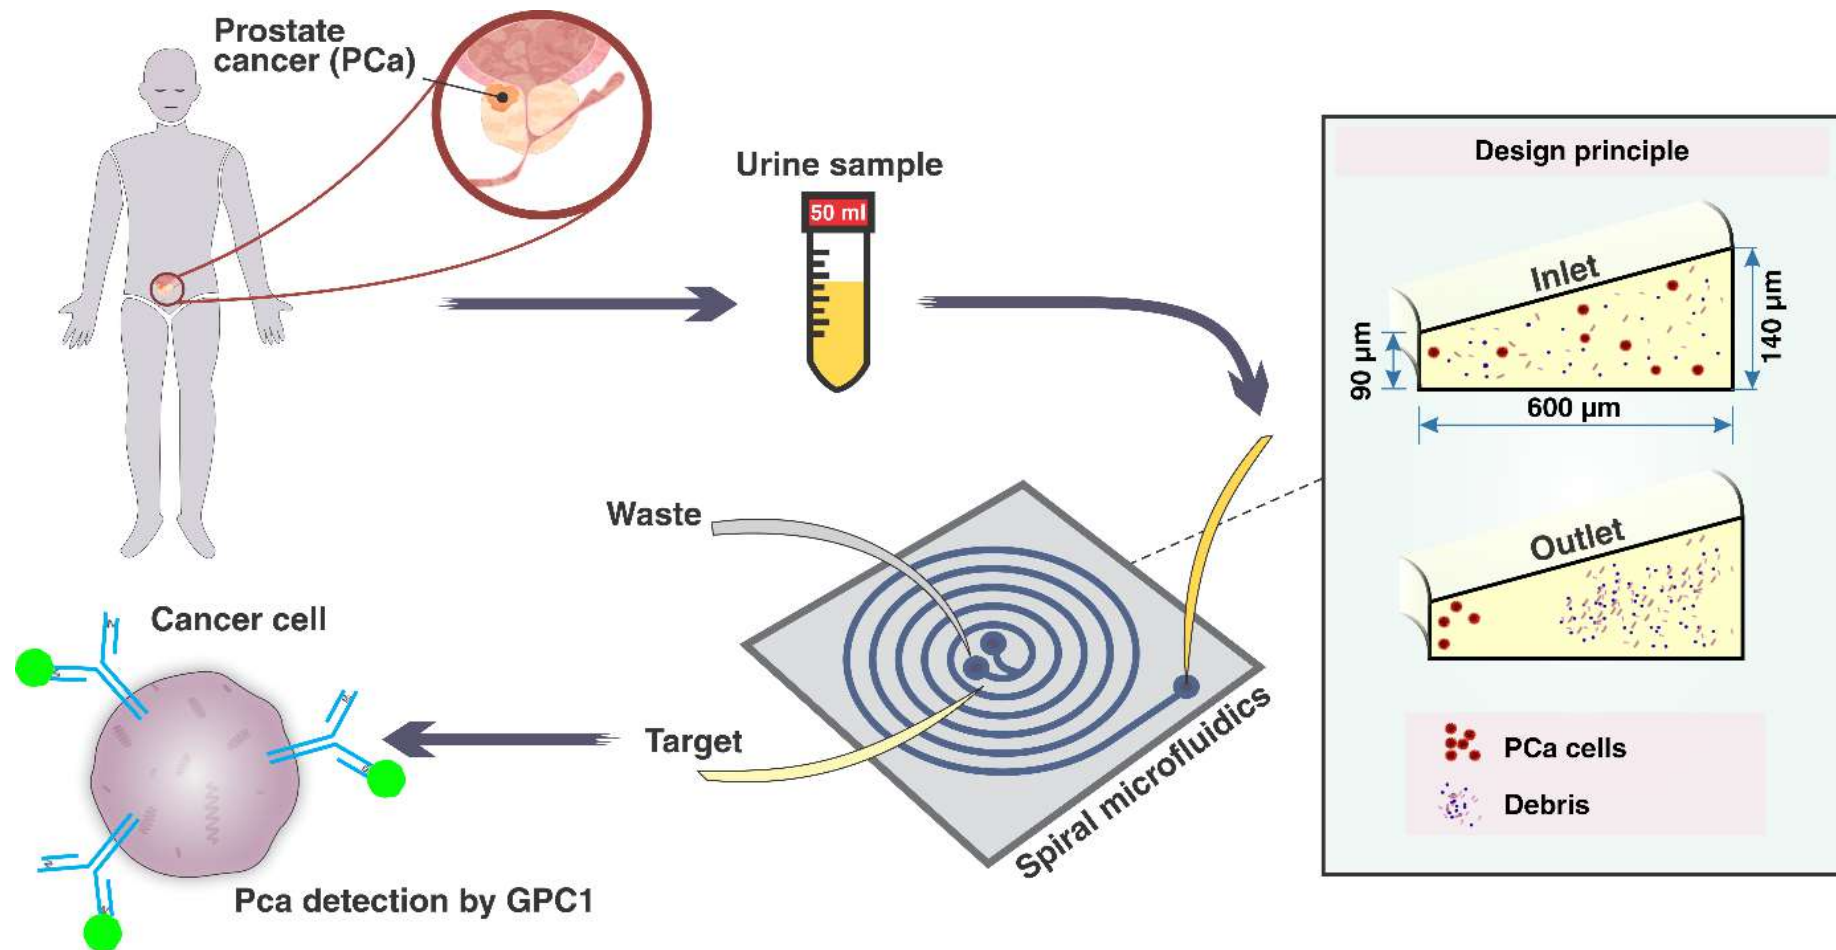 Prostate
cancer (PCa)
Urine sample
50 ml
Design principle
Inlet
90 µm
140 µm
600 µm
Outlet
PCa cells
Debris
Waste
Target
Spiral microfluidics
Cancer cell
Pca detection by GPC1